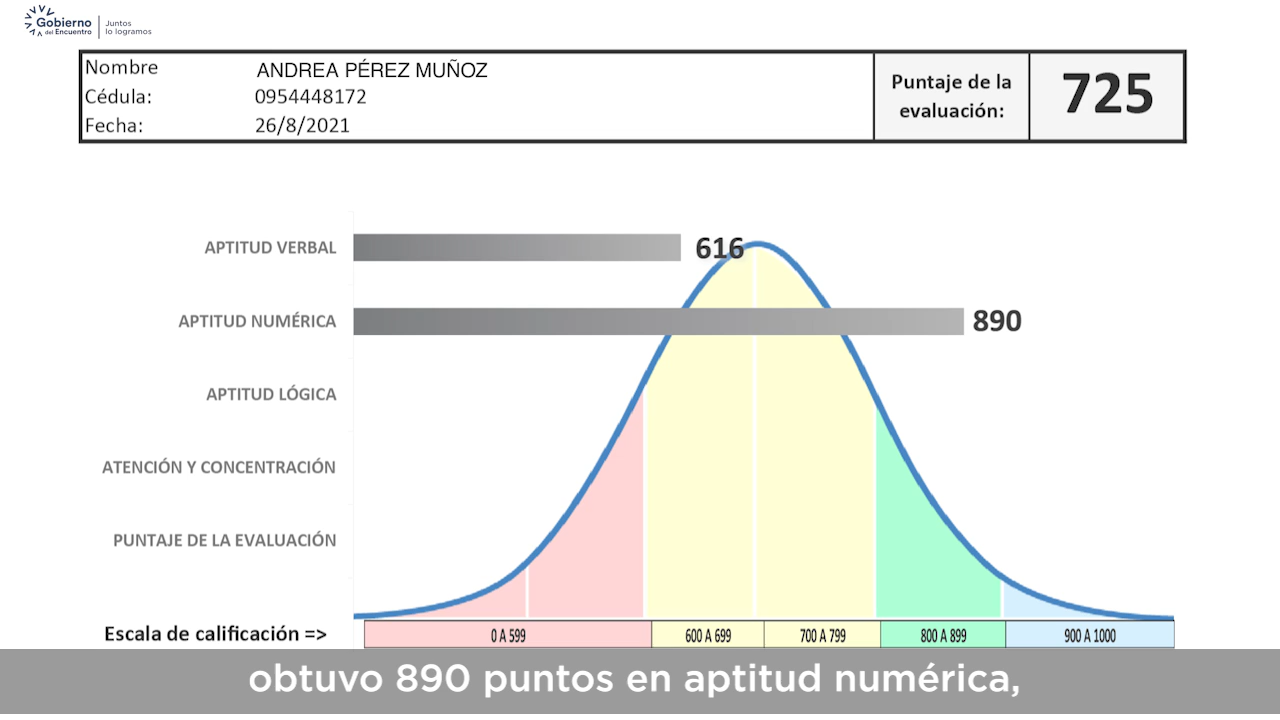 Gobierno
del Encuentro
Juntos
lo logramos
Nombre ANDREA PÉREZ MUÑOZ
Cédula: 0954448172
Fecha: 26/8/2021
Puntaje de la
evaluación:
725
APTITUD VERBAL 616
APTITUD NUMÉRICA 890
APTITUD LÓGICA
ATENCIÓN Y CONCENTRACIÓN
PUNTAJE DE LA EVALUACIÓN
Escala de calificación => 0 A 599 600 A 699 700 A 799 800 A 899 900 A 1000
obtuvo 890 puntos en aptitud numérica,